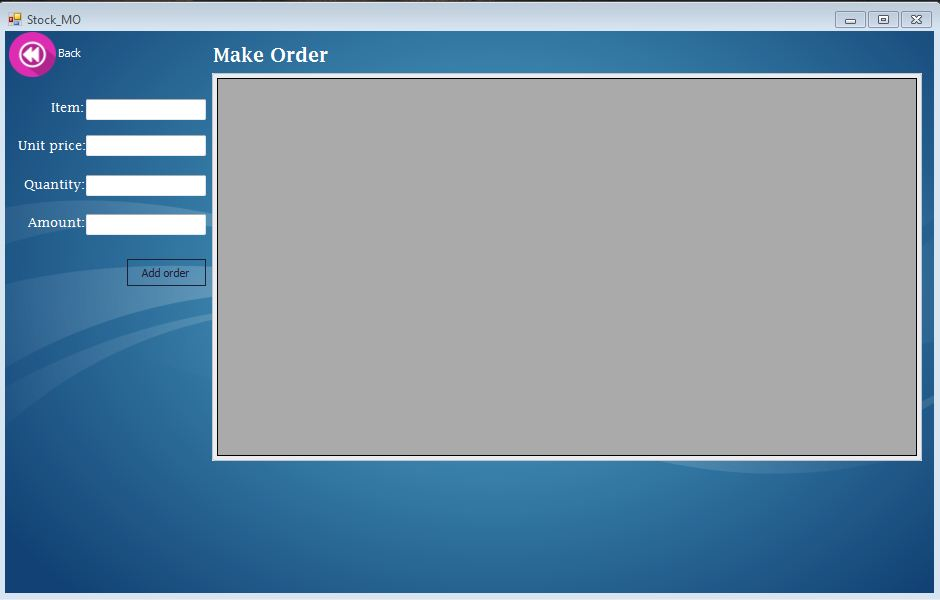 Stock_MO
Back
Make Order
Item:
Unit price:
Quantity:
Amount:
Add order